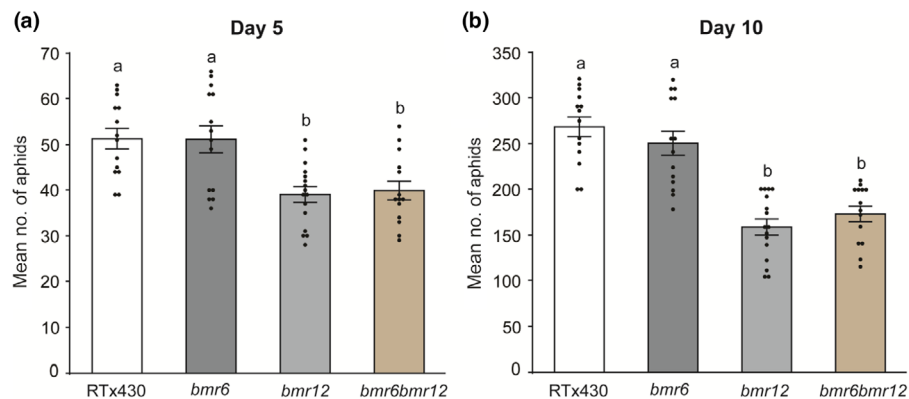 (a)
Day 5
Mean no. of aphids
70
60
50
40
30
20
10
0
a
a
b
b
RTx430
bmr6
bmr12
bmr6bmr12
(b)
Day 10
Mean no. of aphids
350
300
250
200
150
100
50
0
a
a
b
b
RTx430
bmr6
bmr12
bmr6bmr12